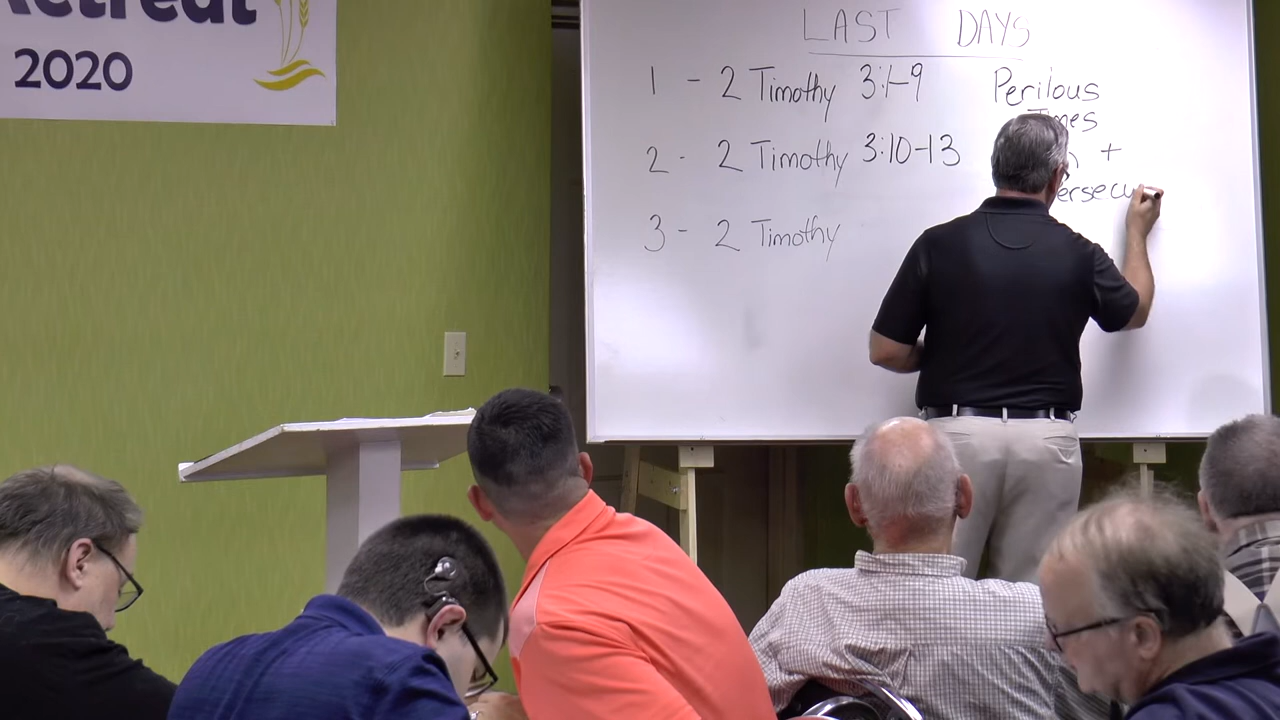 Retreat
2020
LAST DAYS
1 - 2 Timothy 3:1-9 Perilous
Times
2 - 2 Timothy 3:10-13 +
3 - 2 Timothy